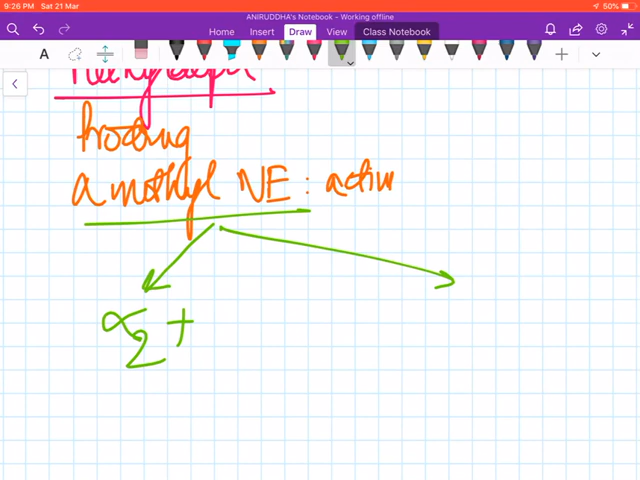 9:26 PM Sat 21 Mar
50%
ANIRUDDHA's Notebook - Working offline
Home Insert Draw View Class Notebook
A
Prodrug
α methyl NE : active
α2 +